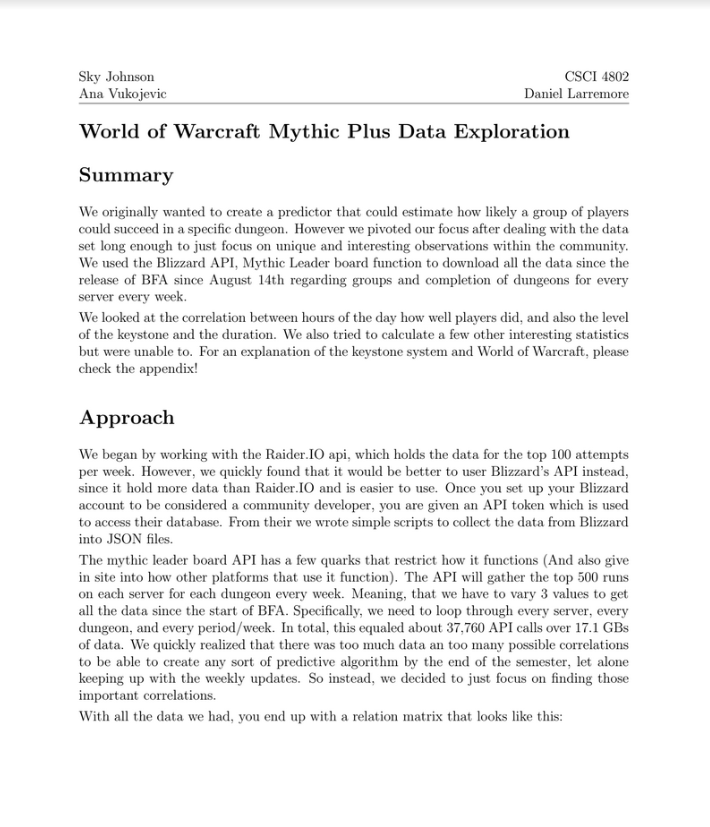 Sky Johnson CSCI 4802
Ana Vukojevic Daniel Larremore
World of Warcraft Mythic Plus Data Exploration
Summary
We originally wanted to create a predictor that could estimate how likely a group of players
could succeed in a specific dungeon. However we pivoted our focus after dealing with the data
set long enough to just focus on unique and interesting observations within the community.
We used the Blizzard API, Mythic Leader board function to download all the data since the
release of BFA since August 14th regarding groups and completion of dungeons for every
server every week.
We looked at the correlation between hours of the day how well players did, and also the level
of the keystone and the duration. We also tried to calculate a few other interesting statistics
but were unable to. For an explanation of the keystone system and World of Warcraft, please
check the appendix!
Approach
We began by working with the Raider.IO api, which holds the data for the top 100 attempts
per week. However, we quickly found that it would be better to user Blizzard's API instead,
since it hold more data than Raider.IO and is easier to use. Once you set up your Blizzard
account to be considered a community developer, you are given an API token which is used
to access their database. From their we wrote simple scripts to collect the data from Blizzard
into JSON files.
The mythic leader board API has a few quarks that restrict how it functions (And also give
in site into how other platforms that use it function). The API will gather the top 500 runs
on each server for each dungeon every week. Meaning, that we have to vary 3 values to get
all the data since the start of BFA. Specifically, we need to loop through every server, every
dungeon, and every period/week. In total, this equaled about 37,760 API calls over 17.1 GBs
of data. We quickly realized that there was too much data an too many possible correlations
to be able to create any sort of predictive algorithm by the end of the semester, let alone
keeping up with the weekly updates. So instead, we decided to just focus on finding those
important correlations.
With all the data we had, you end up with a relation matrix that looks like this: